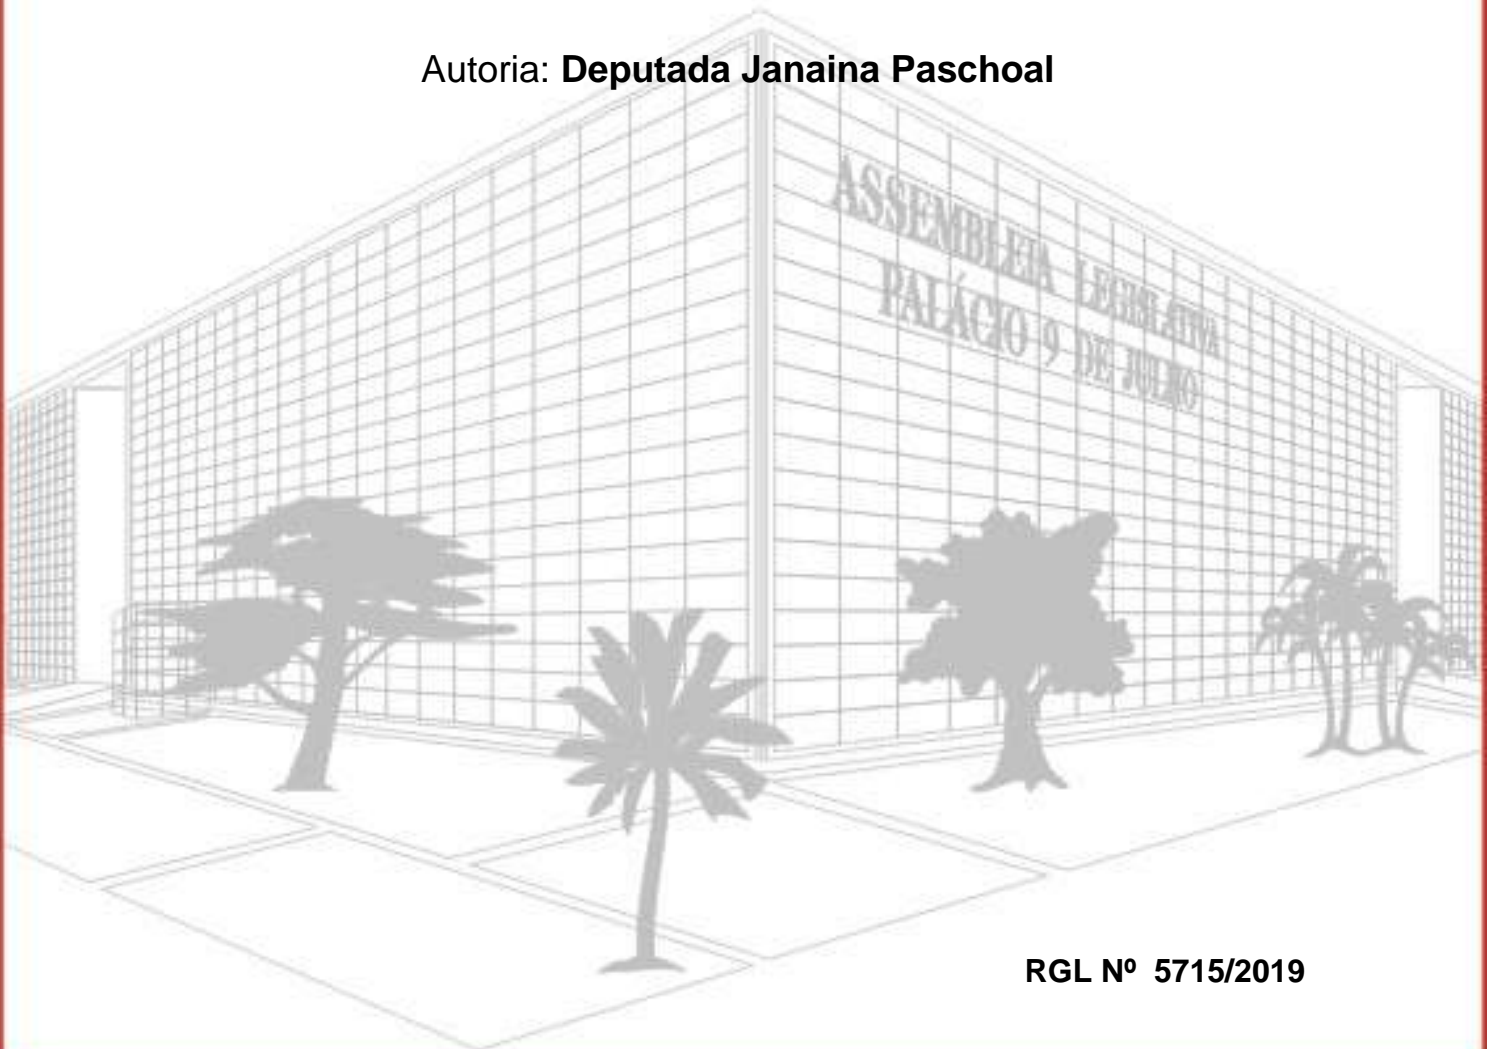 Autoria: Deputada Janaina Paschoal
ASSEMBLEIA LEGISLATIVA
PALÁCIO 9 DE JULHO
RGL Nº 5715/2019